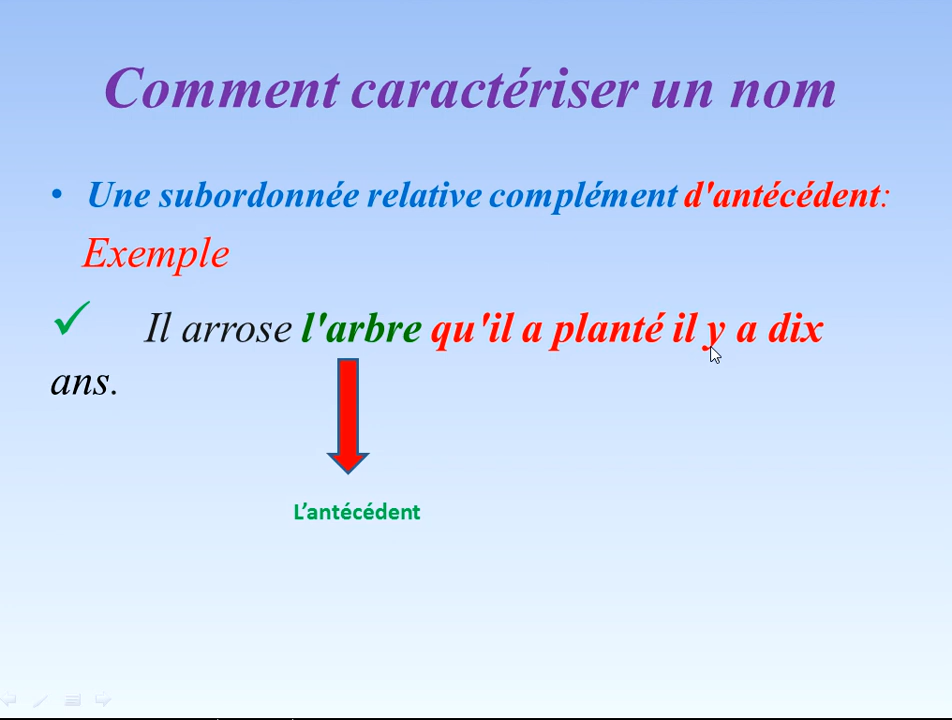 Comment caractériser un nom
• Une subordonnée relative complément d'antécédent:
Exemple
✓ Il arrose l'arbre qu'il a planté il y a dix
ans.
L’antécédent